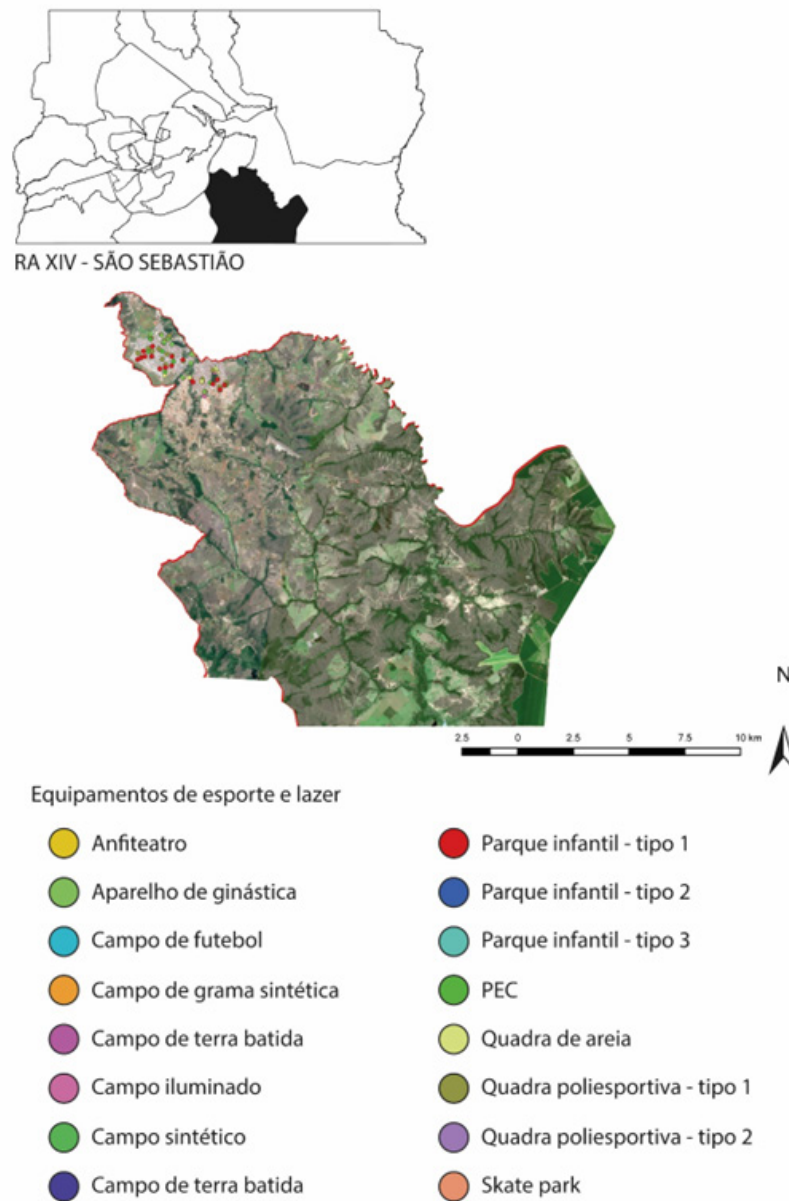 RA XIV - SÃO SEBASTIÃO
N
2.5 0 2.5 5 7.5 10 km
Equipamentos de esporte e lazer
Anfiteatro
Aparelho de ginástica
Campo de futebol
Campo de grama sintética
Campo de terra batida
Campo iluminado
Campo sintético
Campo de terra batida
Parque infantil - tipo 1
Parque infantil - tipo 2
Parque infantil - tipo 3
PEC
Quadra de areia
Quadra poliesportiva - tipo 1
Quadra poliesportiva - tipo 2
Skate park